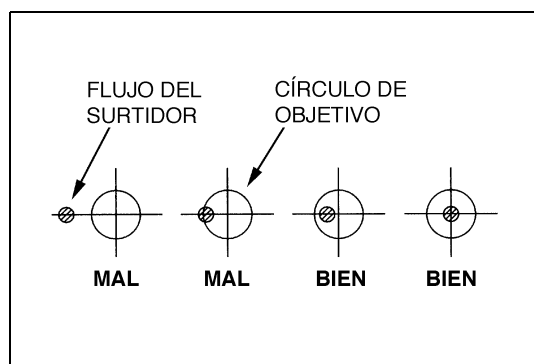 FLUJO DEL
SURTIDOR
CÍRCULO DE
OBJETIVO
MAL
MAL
BIEN
BIEN